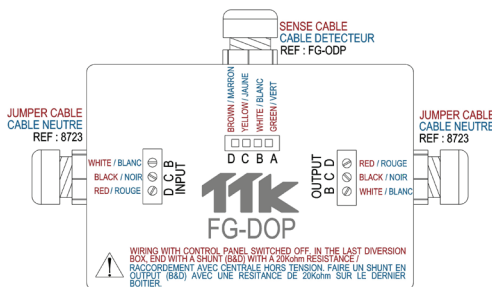 SENSE CABLE
CABLE DETECTEUR
REF : FG-ODP
BROWN / MARRON
YELLOW / JAUNE
WHITE / BLANC
GREEN / VERT
D C B A
JUMPER CABLE
CABLE NEUTRE
REF : 8723
WHITE / BLANC
BLACK / NOIR
RED / ROUGE
D C B
INPUT
TTK
FG-DOP
OUTPUT
B C D
RED / ROUGE
BLACK / NOIR
WHITE / BLANC
JUMPER CABLE
CABLE NEUTRE
REF : 8723
WIRING WITH CONTROL PANEL SWITCHED OFF. IN THE LAST DIVERSION
BOX, END WITH A SHUNT (B&D) WITH A 20Kohm RESISTANCE /
RACCORDEMENT AVEC CENTRALE HORS TENSION. FAIRE UN SHUNT EN
OUTPUT (B&D) AVEC UNE RESITANCE DE 20Kohm SUR LE DERNIER
BOITIER.